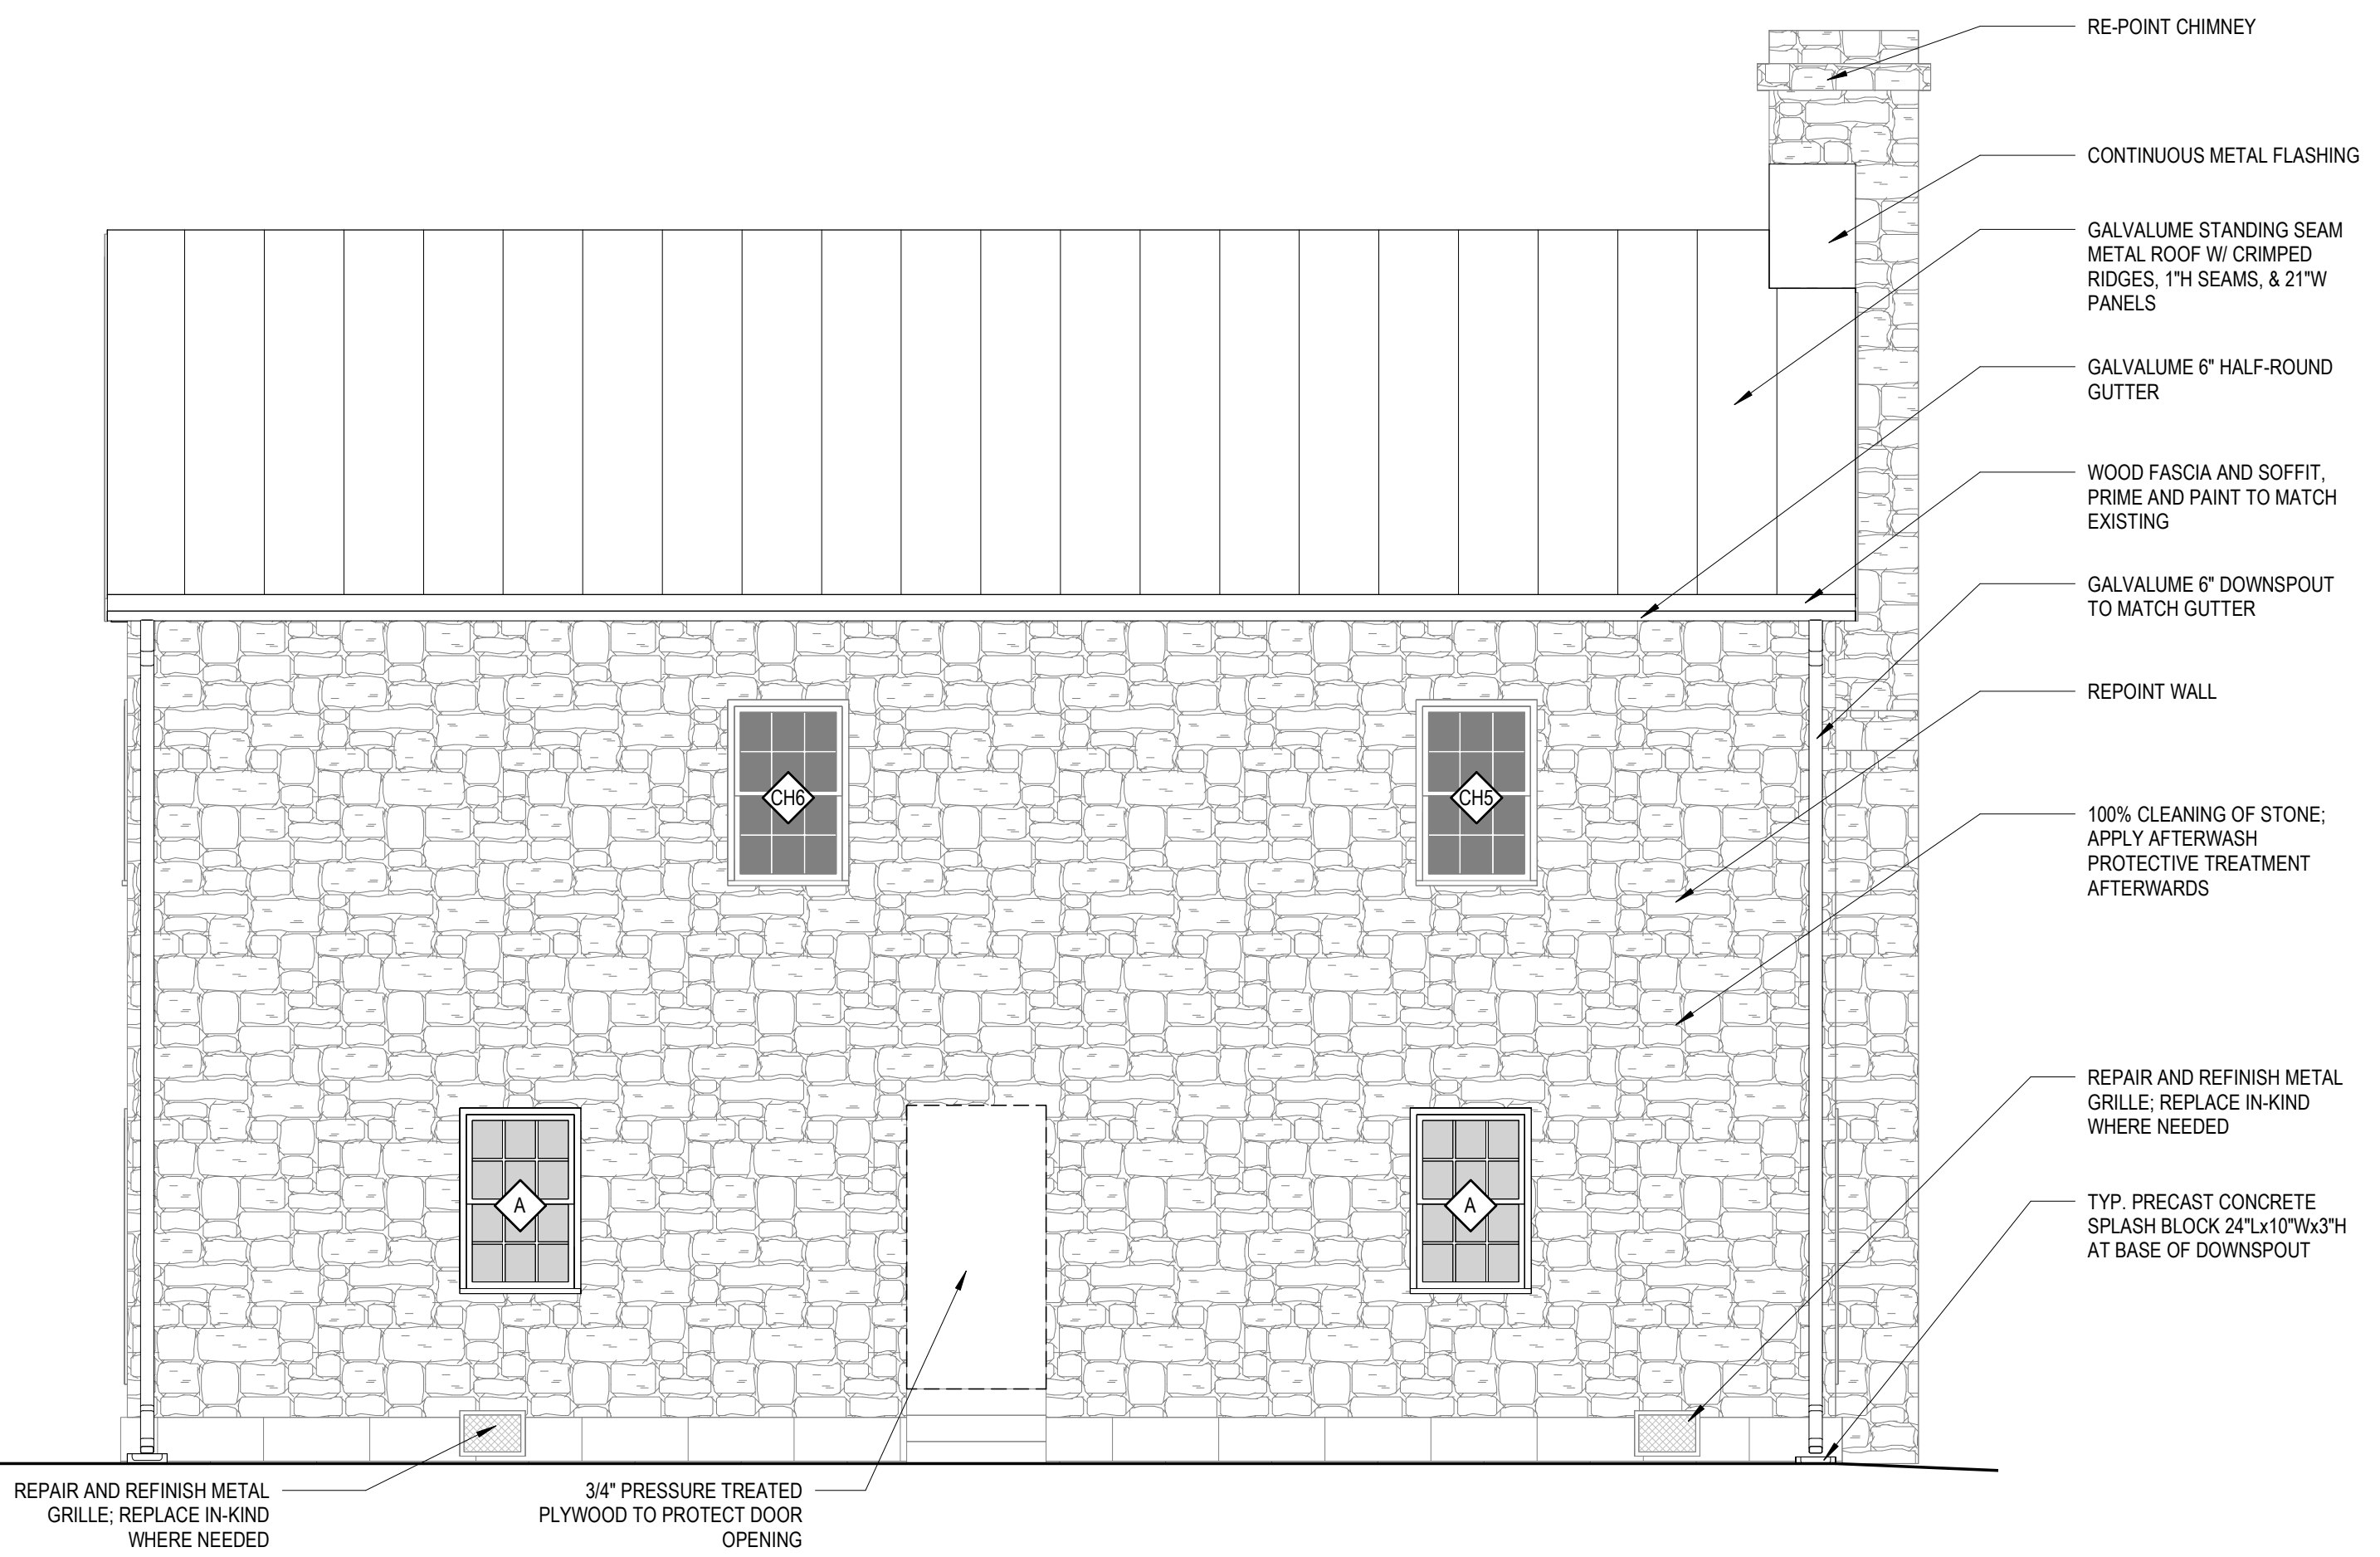 RE-POINT CHIMNEY
CONTINUOUS METAL FLASHING
GALVALUME STANDING SEAM
METAL ROOF W/ CRIMPED
RIDGES, 1"H SEAMS, & 21"W
PANELS
GALVALUME 6" HALF-ROUND
GUTTER
WOOD FASCIA AND SOFFIT,
PRIME AND PAINT TO MATCH
EXISTING
GALVALUME 6" DOWNSPOUT
TO MATCH GUTTER
REPOINT WALL
CH6
CH5
100% CLEANING OF STONE;
APPLY AFTERWASH
PROTECTIVE TREATMENT
AFTERWARDS
REPAIR AND REFINISH METAL
GRILLE; REPLACE IN-KIND
WHERE NEEDED
A
A
TYP. PRECAST CONCRETE
SPLASH BLOCK 24"Lx10"Wx3"H
AT BASE OF DOWNSPOUT
REPAIR AND REFINISH METAL
GRILLE; REPLACE IN-KIND
WHERE NEEDED
3/4" PRESSURE TREATED
PLYWOOD TO PROTECT DOOR
OPENING